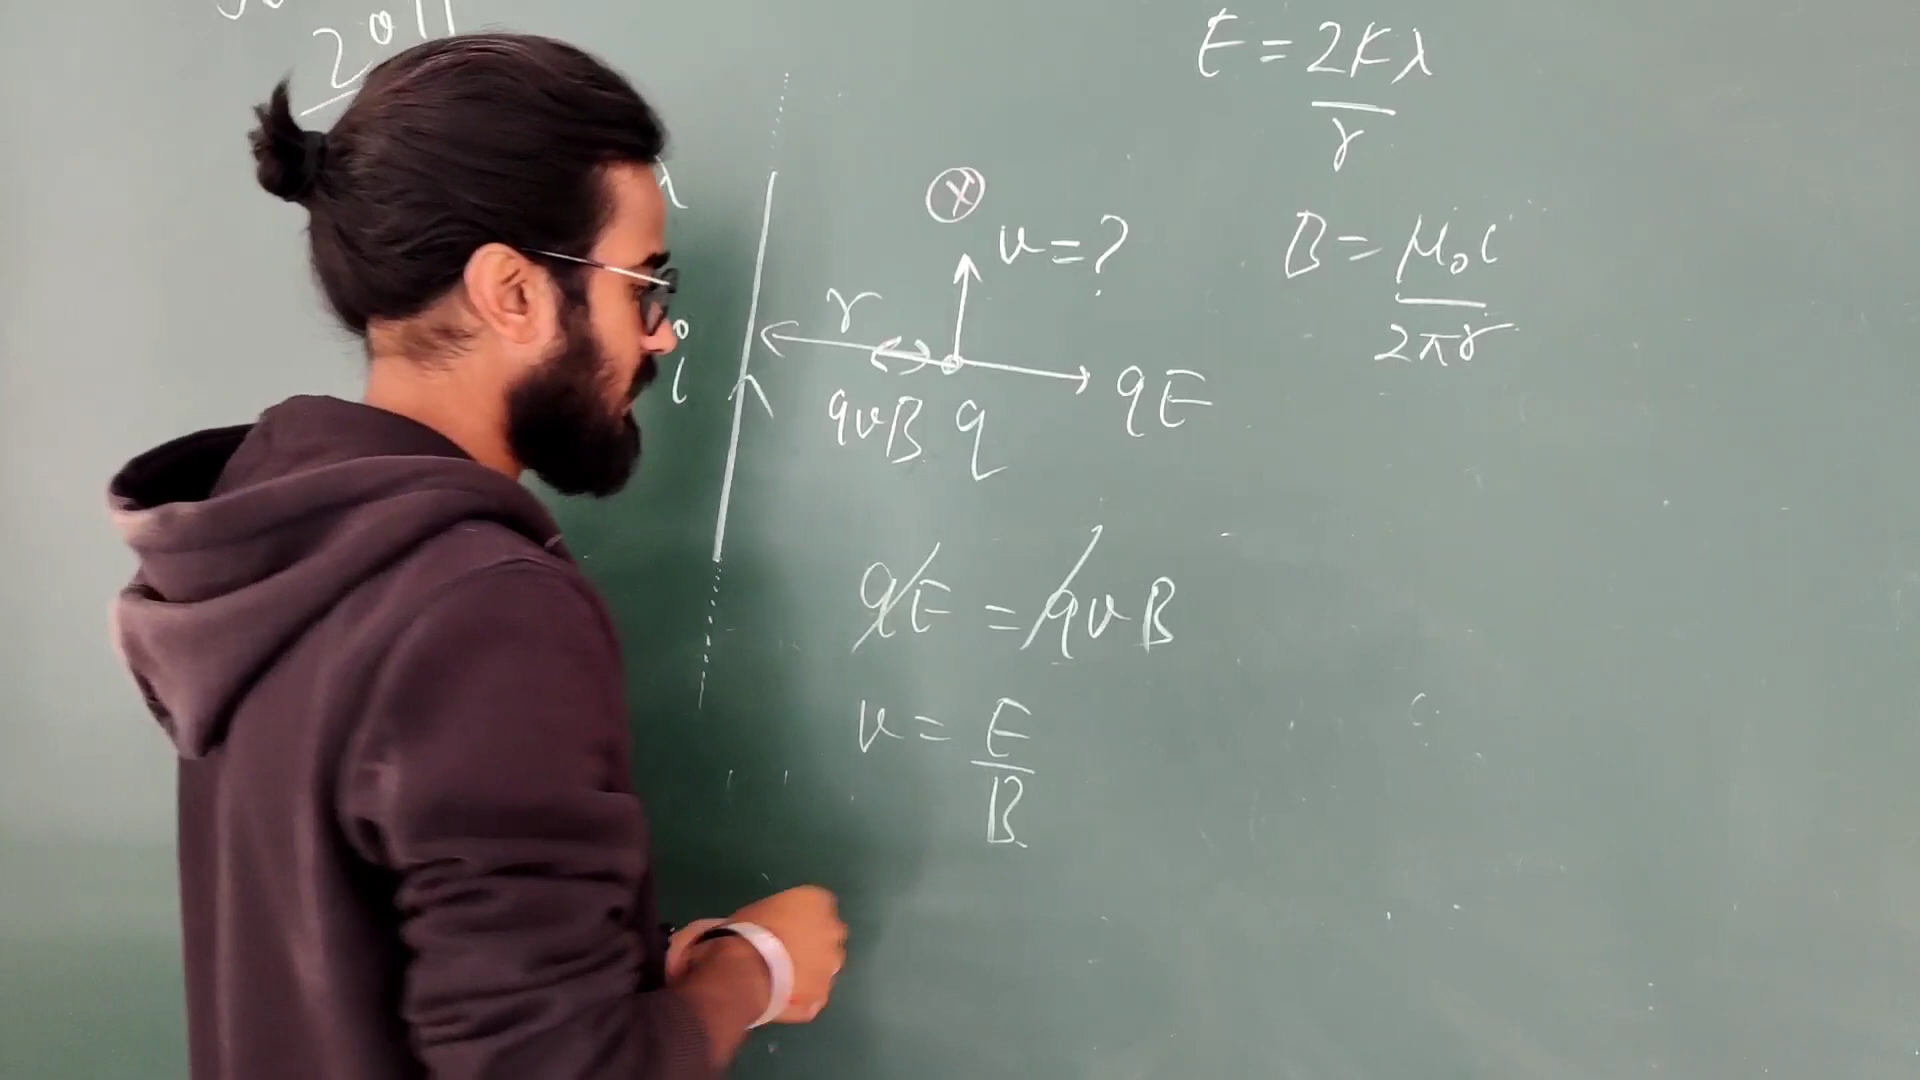 2011
E = 2Kλ
r
λ
ⓧ
v = ?
B = μ₀i
2πr
r
i
qvB
q
qE
qE = qvB
v = E
B